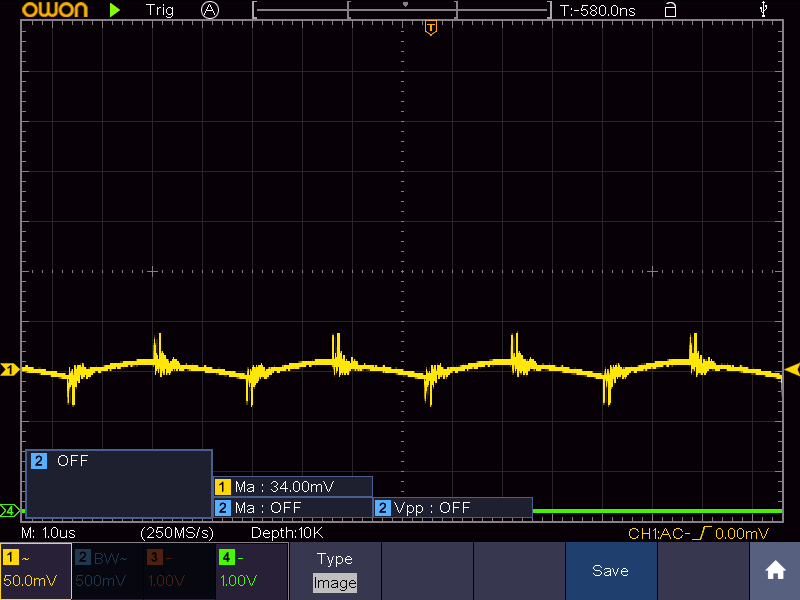 OWON Trig A T:-580.0ns
T
1
2 OFF
1 Ma : 34.00mV
2 Ma : OFF 2 Vpp : OFF
4
M: 1.0us (250MS/s) Depth:10K CH1:AC- 0.00mV
1 ~ 2 BW~ 3 - 4 - Type
50.0mV 500mV 1.00V 1.00V Image Save